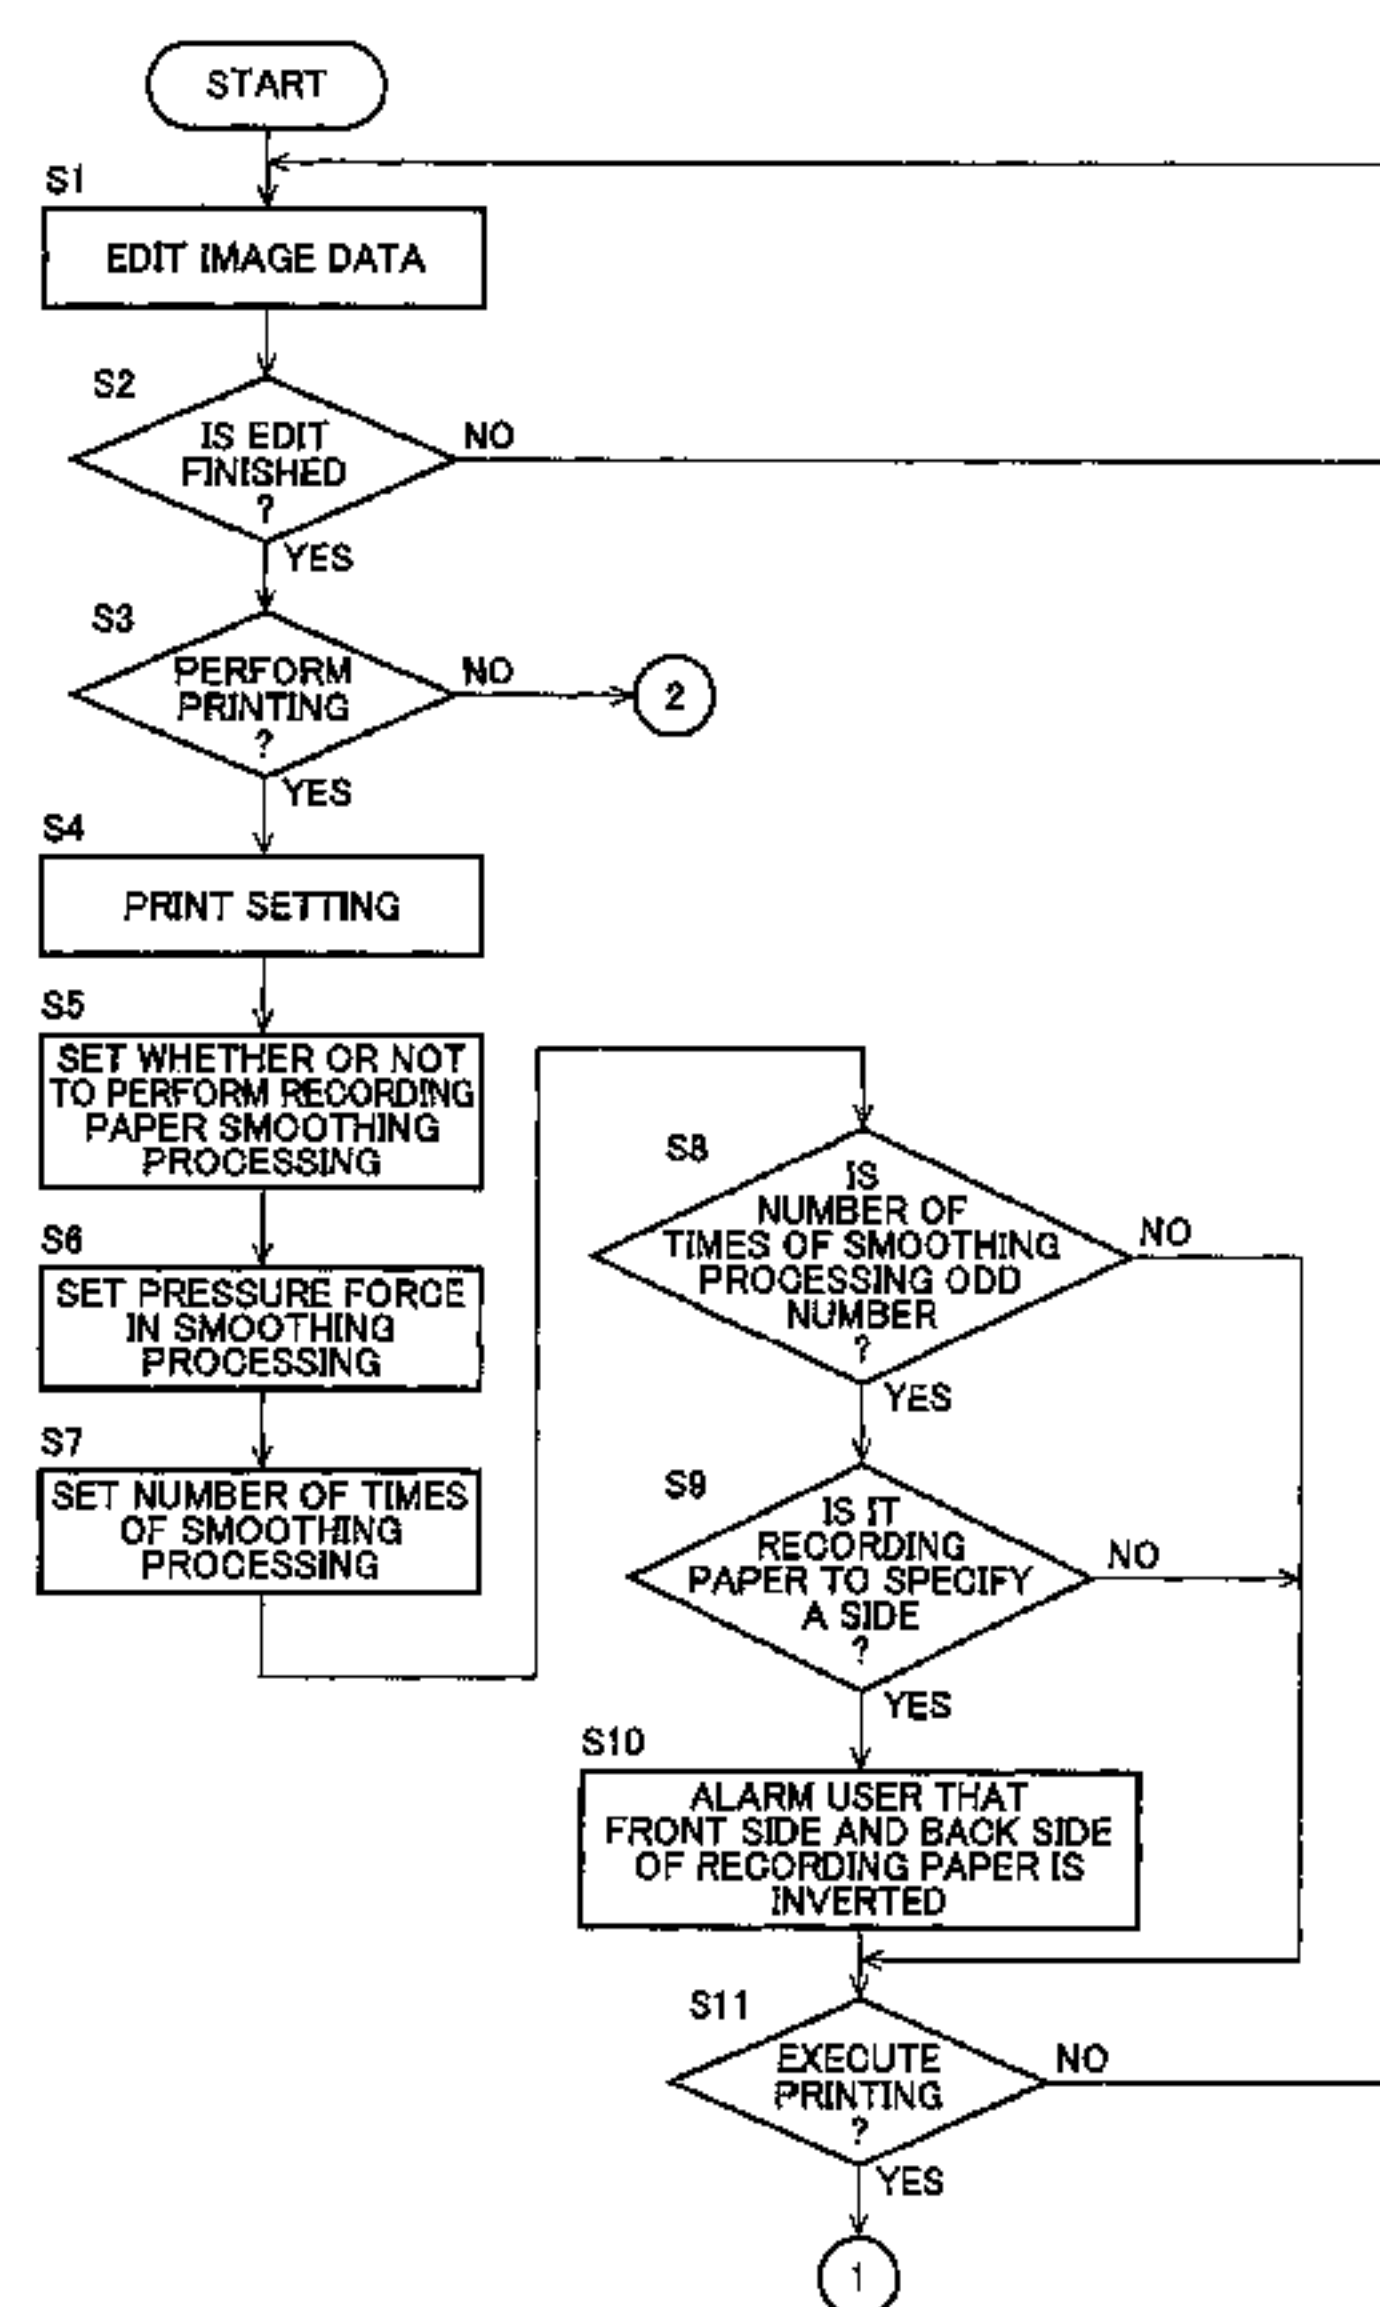 START
S1
EDIT IMAGE DATA
S2
IS EDIT
FINISHED
?
NO
YES
S3
PERFORM
PRINTING
?
NO
2
YES
S4
PRINT SETTING
S5
SET WHETHER OR NOT
TO PERFORM RECORDING
PAPER SMOOTHING
PROCESSING
S6
SET PRESSURE FORCE
IN SMOOTHING
PROCESSING
S7
SET NUMBER OF TIMES
OF SMOOTHING
PROCESSING
S8
IS
NUMBER OF
TIMES OF SMOOTHING
PROCESSING ODD
NUMBER
?
NO
YES
S9
IS IT
RECORDING
PAPER TO SPECIFY
A SIDE
?
NO
YES
S10
ALARM USER THAT
FRONT SIDE AND BACK SIDE
OF RECORDING PAPER IS
INVERTED
S11
EXECUTE
PRINTING
?
NO
YES
1